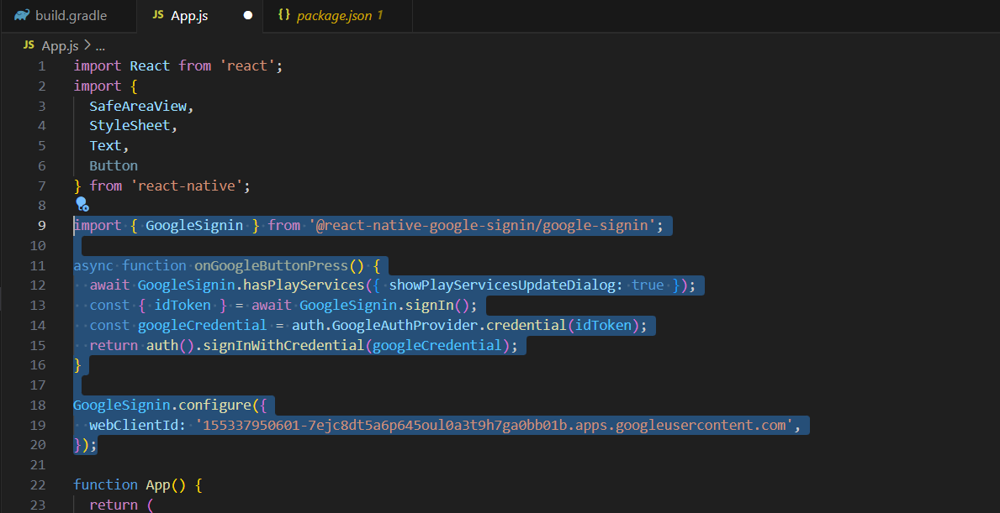 build.gradle
JS App.js
{} package.json 1
JS App.js > ...
1 import React from 'react';
2 import {
3 SafeAreaView,
4 StyleSheet,
5 Text,
6 Button
7 } from 'react-native';
8
9 import { GoogleSignin } from '@react-native-google-signin/google-signin';
10
11 async function onGoogleButtonPress() {
12 await GoogleSignin.hasPlayServices({ showPlayServicesUpdateDialog: true });
13 const { idToken } = await GoogleSignin.signIn();
14 const googleCredential = auth.GoogleAuthProvider.credential(idToken);
15 return auth().signInWithCredential(googleCredential);
16 }
17
18 GoogleSignin.configure({
19 webClientId: '155337950601-7ejc8dt5a6p645oul0a3t9h7ga0bb01b.apps.googleusercontent.com',
20 });
21
22 function App() {
23 return (